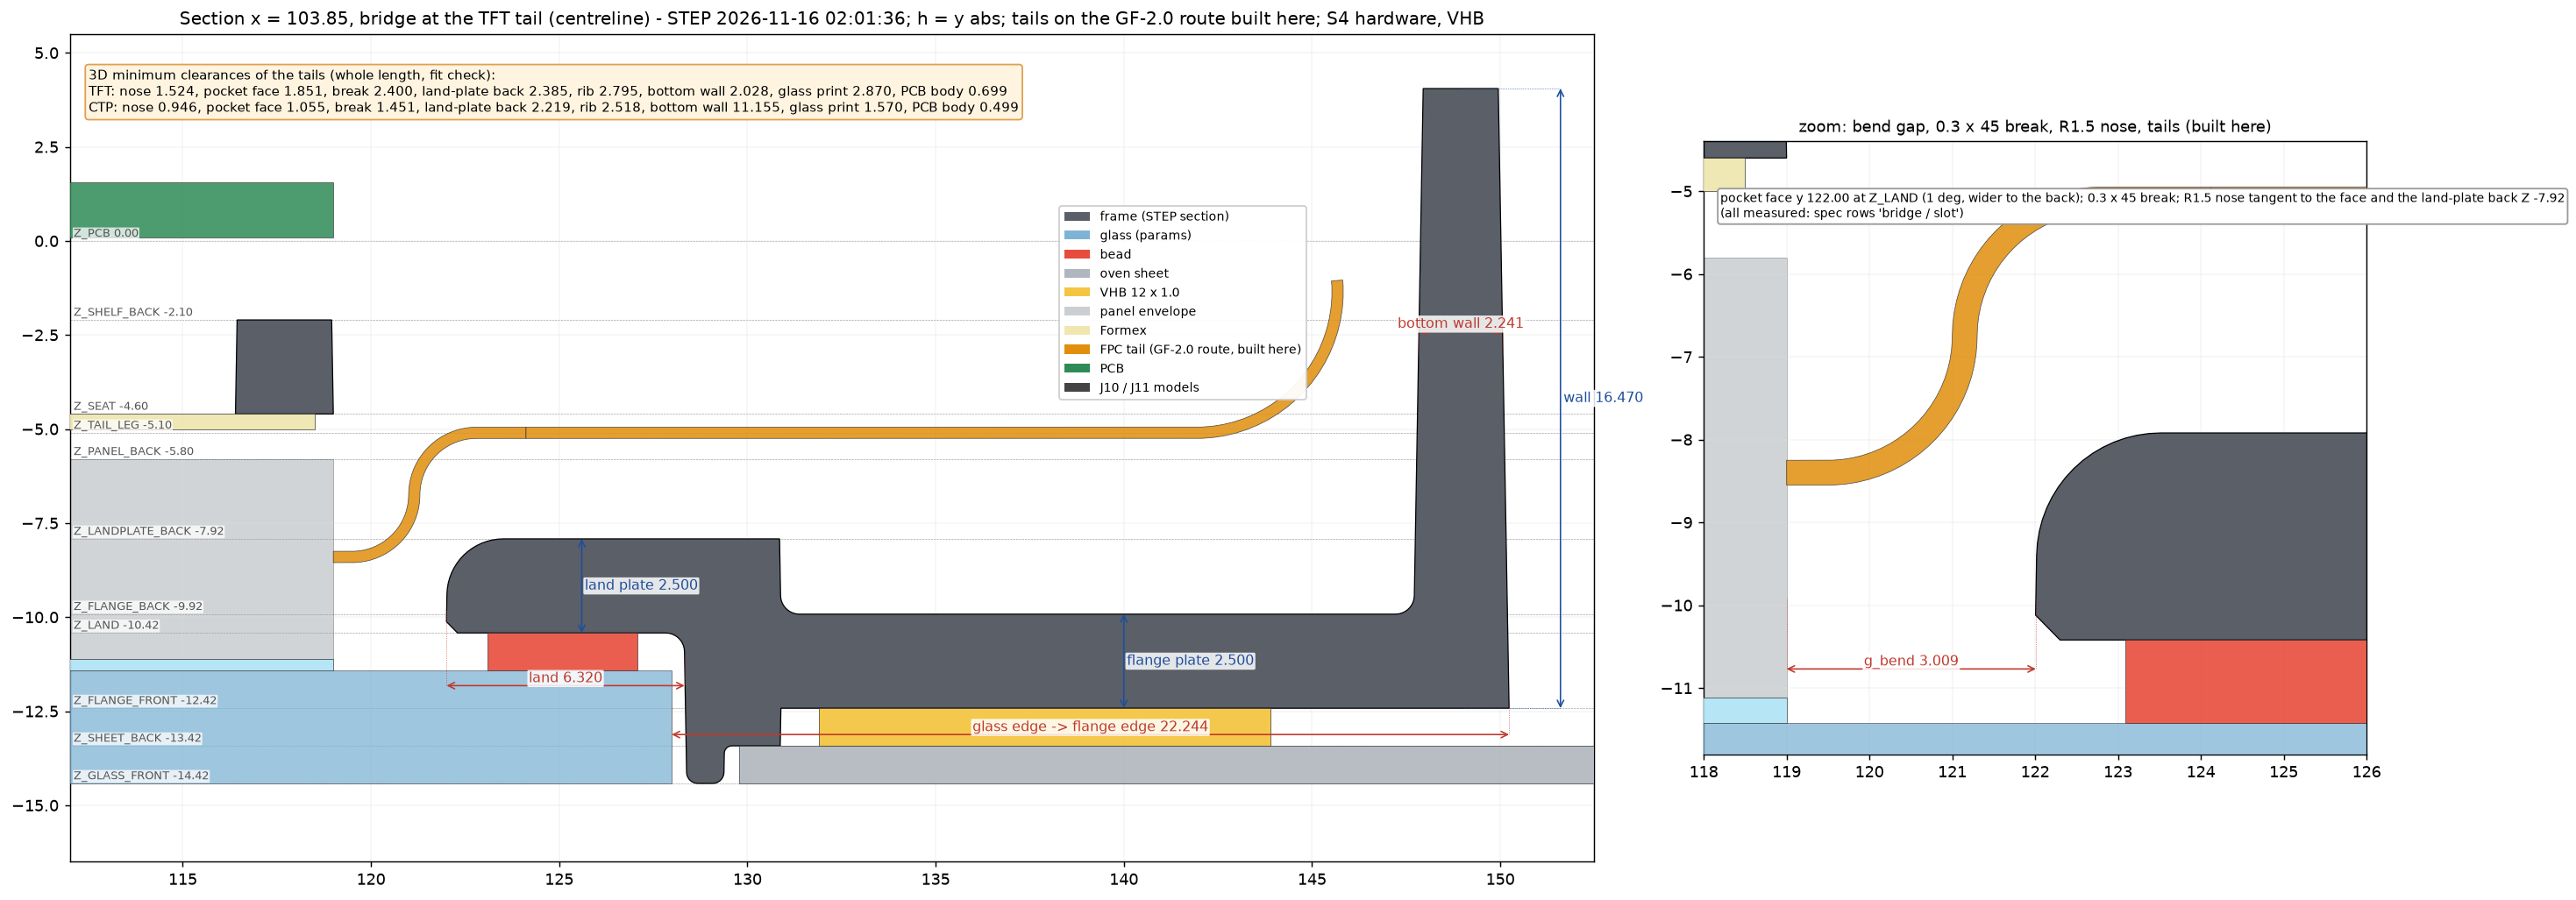 Section x = 103.85, bridge at the TFT tail (centreline) - STEP 2026-11-16 02:01:36; h = y abs; tails on the GF-2.0 route built here; S4 hardware, VHB
5.0
2.5
0.0
−2.5
−5.0
−7.5
−10.0
−12.5
−15.0
3D minimum clearances of the tails (whole length, fit check):
TFT: nose 1.524, pocket face 1.851, break 2.400, land-plate back 2.385, rib 2.795, bottom wall 2.028, glass print 2.870, PCB body 0.699
CTP: nose 0.946, pocket face 1.055, break 1.451, land-plate back 2.219, rib 2.518, bottom wall 11.155, glass print 1.570, PCB body 0.499
Z_PCB 0.00
Z_SHELF_BACK -2.10
Z_SEAT -4.60
Z_TAIL_LEG -5.10
Z_PANEL_BACK -5.80
Z_LANDPLATE_BACK -7.92
Z_FLANGE_BACK -9.92
Z_LAND -10.42
Z_FLANGE_FRONT -12.42
Z_SHEET_BACK -13.42
Z_GLASS_FRONT -14.42
frame (STEP section)
glass (params)
bead
oven sheet
VHB 12 x 1.0
panel envelope
Formex
FPC tail (GF-2.0 route, built here)
PCB
J10 / J11 models
bottom wall 2.241
wall 16.470
land plate 2.500
flange plate 2.500
land 6.320
glass edge -> flange edge 22.244
115
120
125
130
135
140
145
150
zoom: bend gap, 0.3 x 45 break, R1.5 nose, tails (built here)
pocket face y 122.00 at Z_LAND (1 deg, wider to the back); 0.3 x 45 break; R1.5 nose tangent to the face and the land-plate back Z -7.92
(all measured: spec rows 'bridge / slot')
−5
−6
−7
−8
−9
−10
−11
g_bend 3.009
118
119
120
121
122
123
124
125
126